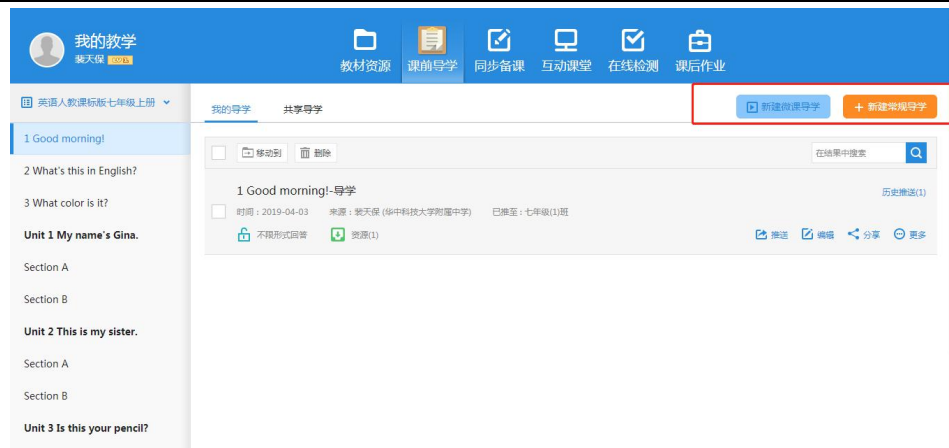 我的教学
教材资源 课前导学 同步备课 互动课堂 在线检测 课后作业
英语人教课标版七年级上册
我的导学 共享导学
新建微课导学 + 新建常规导学
1 Good morning!
移动到 删除
在结果中搜索
2 What's this in English?
1 Good morning!-导学
历史推送(1)
3 What color is it?
时间：2019-04-03 来源：裴天保 (华中科技大学附属中学) 已推至：七年级(1)班
Unit 1 My name's Gina.
不限形式回答 资源(1)
推送 编辑 分享 更多
Section A
Section B
Unit 2 This is my sister.
Section A
Section B
Unit 3 Is this your pencil?